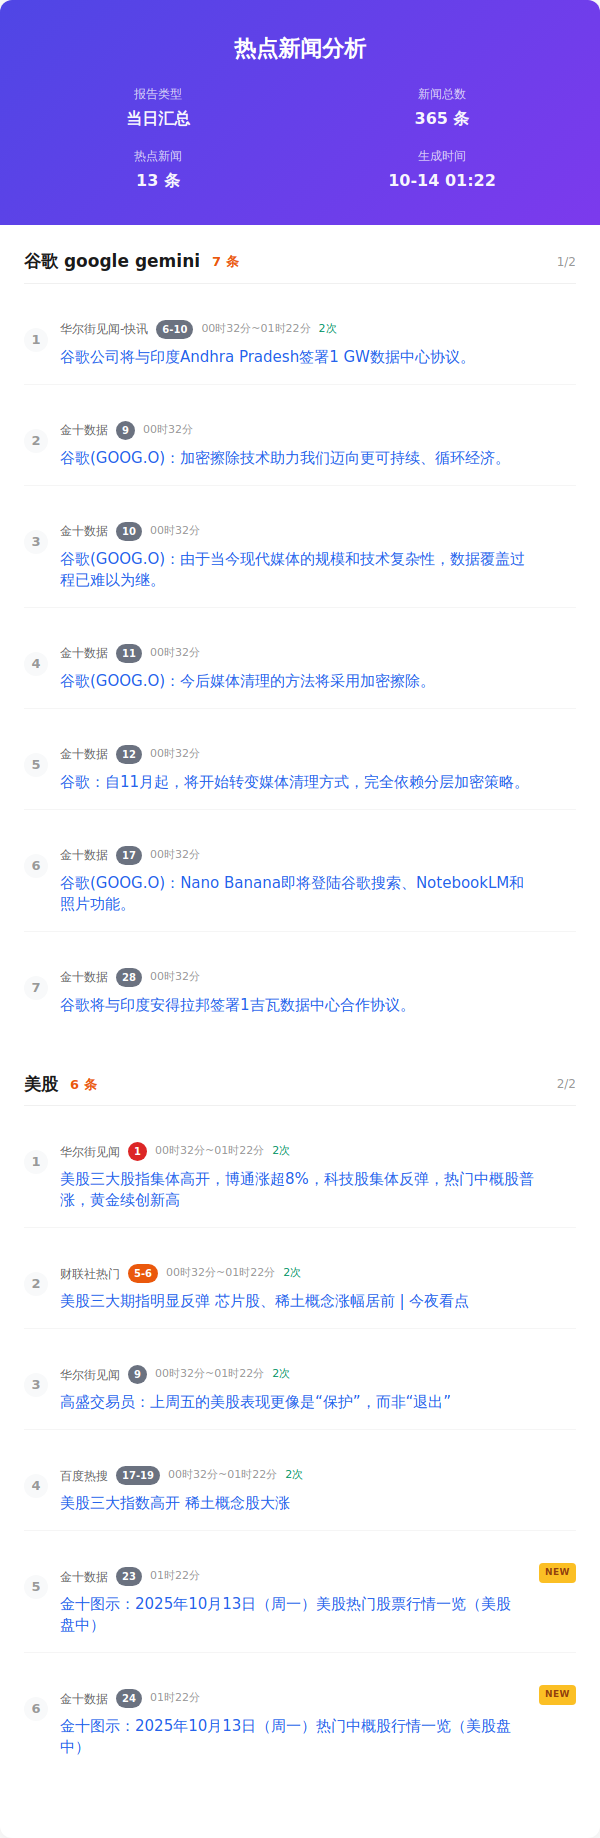 热点新闻分析
报告类型
新闻总数
当日汇总
365 条
热点新闻
生成时间
13 条
10-14 01:22
谷歌 google gemini 7 条 1/2
1 华尔街见闻-快讯 6-10 00时32分~01时22分 2次
谷歌公司将与印度Andhra Pradesh签署1 GW数据中心协议。
2 金十数据 9 00时32分
谷歌(GOOG.O)：加密擦除技术助力我们迈向更可持续、循环经济。
3 金十数据 10 00时32分
谷歌(GOOG.O)：由于当今现代媒体的规模和技术复杂性，数据覆盖过
程已难以为继。
4 金十数据 11 00时32分
谷歌(GOOG.O)：今后媒体清理的方法将采用加密擦除。
5 金十数据 12 00时32分
谷歌：自11月起，将开始转变媒体清理方式，完全依赖分层加密策略。
6 金十数据 17 00时32分
谷歌(GOOG.O)：Nano Banana即将登陆谷歌搜索、NotebookLM和
照片功能。
7 金十数据 28 00时32分
谷歌将与印度安得拉邦签署1吉瓦数据中心合作协议。
美股 6 条 2/2
1 华尔街见闻 1 00时32分~01时22分 2次
美股三大股指集体高开，博通涨超8%，科技股集体反弹，热门中概股普
涨，黄金续创新高
2 财联社热门 5-6 00时32分~01时22分 2次
美股三大期指明显反弹 芯片股、稀土概念涨幅居前 | 今夜看点
3 华尔街见闻 9 00时32分~01时22分 2次
高盛交易员：上周五的美股表现更像是“保护”，而非“退出”
4 百度热搜 17-19 00时32分~01时22分 2次
美股三大指数高开 稀土概念股大涨
5 金十数据 23 01时22分 NEW
金十图示：2025年10月13日（周一）美股热门股票行情一览（美股
盘中）
6 金十数据 24 01时22分 NEW
金十图示：2025年10月13日（周一）热门中概股行情一览（美股盘
中）